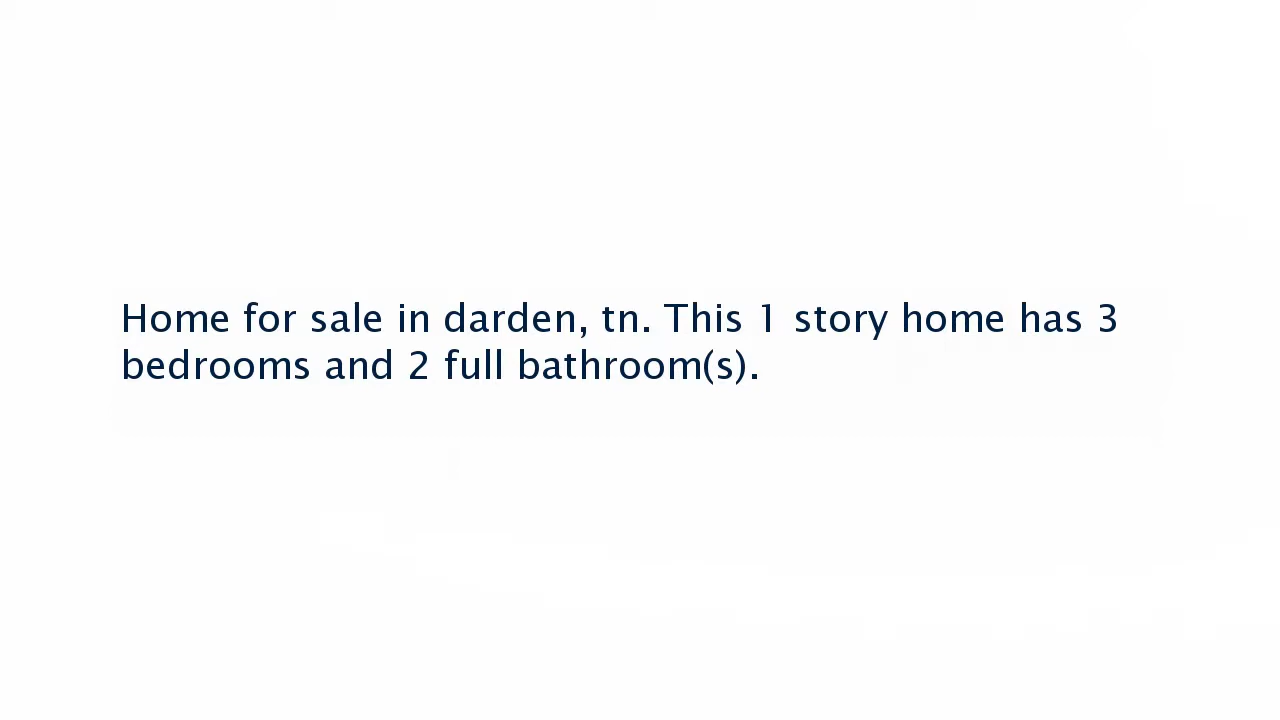 Home for sale in darden, tn. This 1 story home has 3
bedrooms and 2 full bathroom(s).